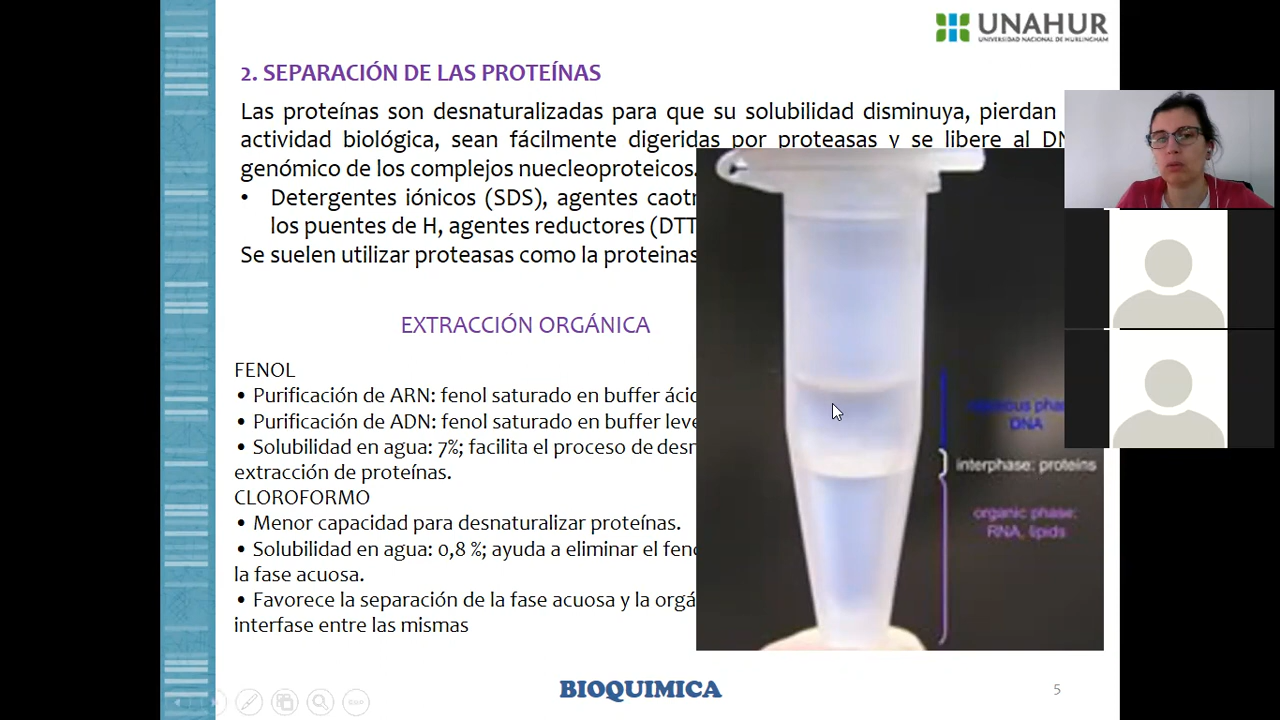 UNAHUR
UNIVERSIDAD NACIONAL DE HURLINGHAM
2. SEPARACIÓN DE LAS PROTEÍNAS
Las proteínas son desnaturalizadas para que su solubilidad disminuya, pierdan
actividad biológica, sean fácilmente digeridas por proteasas y se libere al
genómico de los complejos nuecleoproteicos.
• Detergentes iónicos (SDS), agentes
los puentes de H, agentes reductores (DTT
Se suelen utilizar proteasas como la proteinas
EXTRACCIÓN ORGÁNICA
FENOL
• Purificación de ARN: fenol saturado en buffer
• Purificación de ADN: fenol saturado en buffer
• Solubilidad en agua: 7%; facilita el proceso de
extracción de proteínas.
CLOROFORMO
• Menor capacidad para desnaturalizar proteínas.
• Solubilidad en agua: 0,8 %; ayuda a eliminar el
la fase acuosa.
• Favorece la separación de la fase acuosa y la
interfase entre las mismas
DNA
interphase: proteins
organic phase:
RNA, lipids
BIOQUIMICA
5